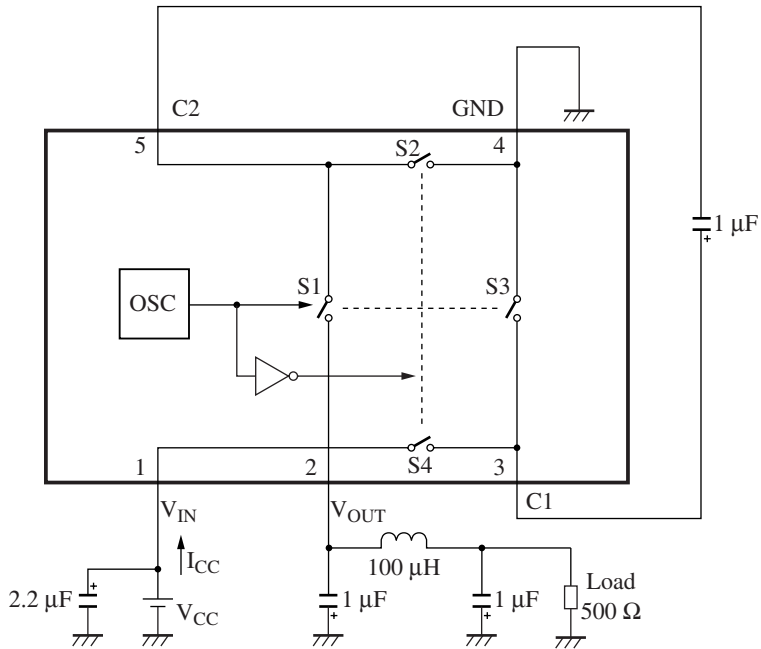 C2
GND
5
4
S2
1 µF
+
S1
S3
OSC
1
2
S4
3
C1
V_IN
V_OUT
I_CC
100 µH
2.2 µF
+
V_CC
1 µF
+
1 µF
+
Load
500 Ω